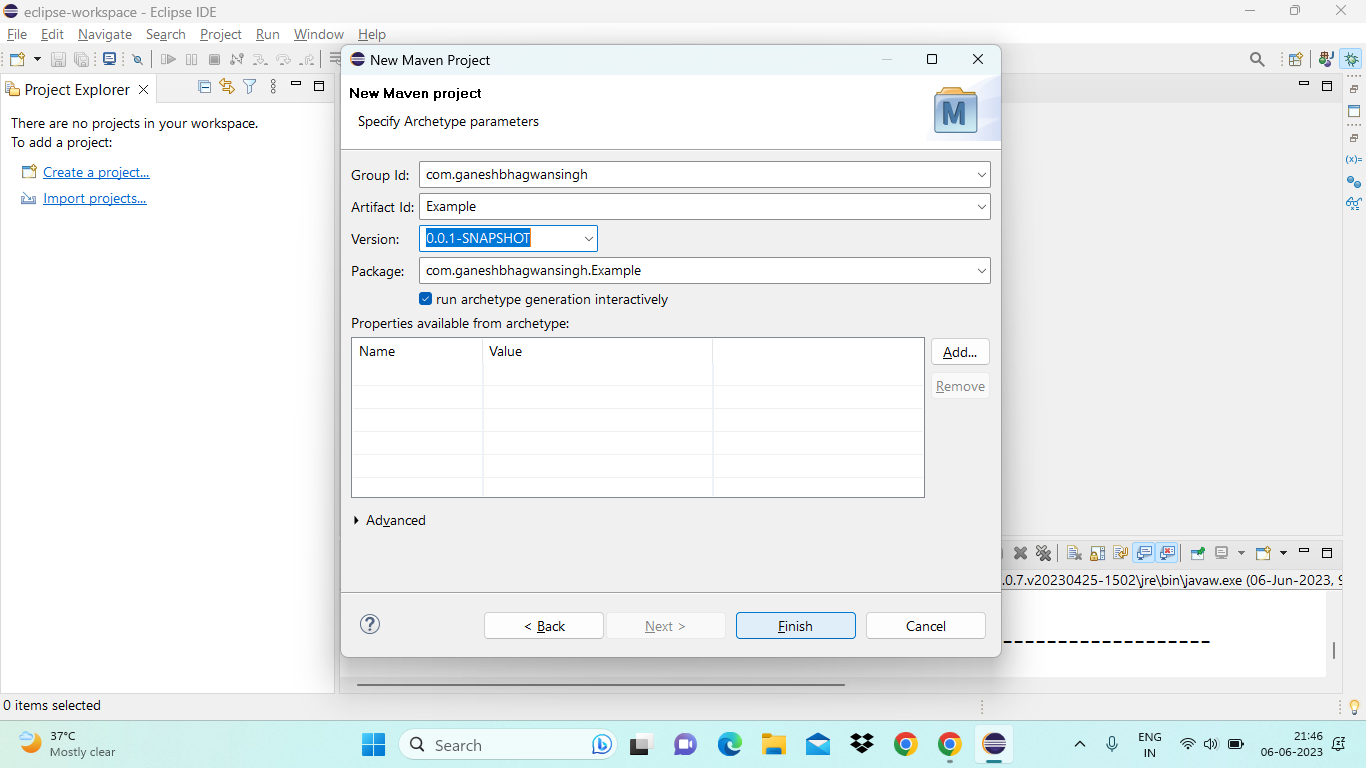 eclipse-workspace - Eclipse IDE
File Edit Navigate Search Project Run Window Help
New Maven Project
Project Explorer
New Maven project
Specify Archetype parameters
M
There are no projects in your workspace.
To add a project:
Create a project...
Import projects...
Group Id: com.ganeshbhagwansingh
Artifact Id: Example
Version: 0.0.1-SNAPSHOT
Package: com.ganeshbhagwansingh.Example
run archetype generation interactively
Properties available from archetype:
Name Value
Add...
Remove
Advanced
.0.7.v20230425-1502\jre\bin\javaw.exe (06-Jun-2023, 9
< Back Next > Finish Cancel
0 items selected
37°C
Mostly clear
Search
ENG
IN
21:46
06-06-2023